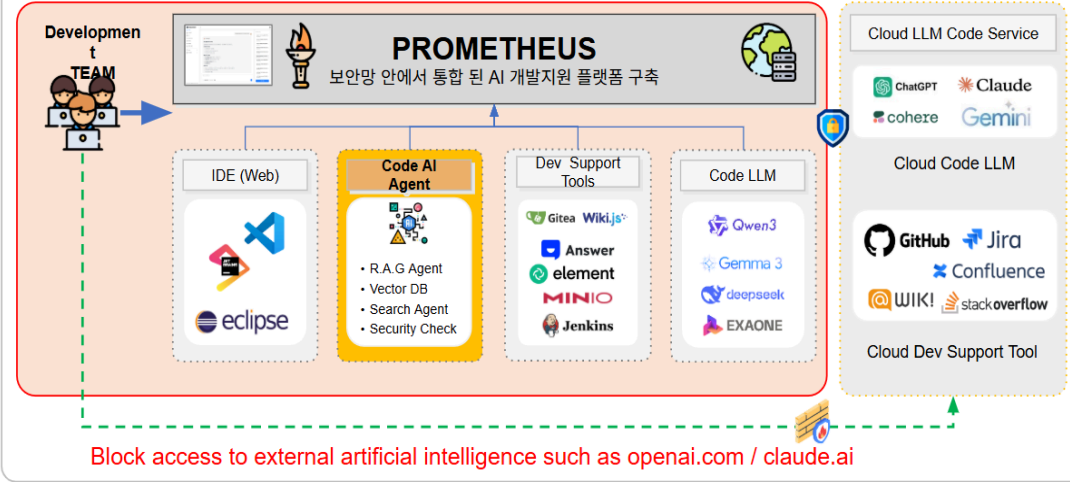 Developmen
t
TEAM
PROMETHEUS
보안망 안에서 통합 된 AI 개발지원 플랫폼 구축
IDE (Web)
eclipse
Code AI
Agent
• R.A.G Agent
• Vector DB
• Search Agent
• Security Check
Dev Support
Tools
Gitea Wiki.js
Answer
element
MINIO
Jenkins
Code LLM
Qwen3
Gemma 3
deepseek
EXAONE
Cloud LLM Code Service
ChatGPT Claude
cohere Gemini
Cloud Code LLM
GitHub Jira
Confluence
WIKI! stackoverflow
Cloud Dev Support Tool
Block access to external artificial intelligence such as openai.com / claude.ai